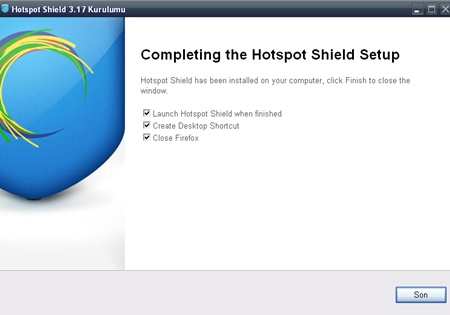 Hotspot Shield 3.17 Kurulumu
Completing the Hotspot Shield Setup
Hotspot Shield has been installed on your computer, click Finish to close the
window.
Launch Hotspot Shield when finished
Create Desktop Shortcut
Close Firefox
Son